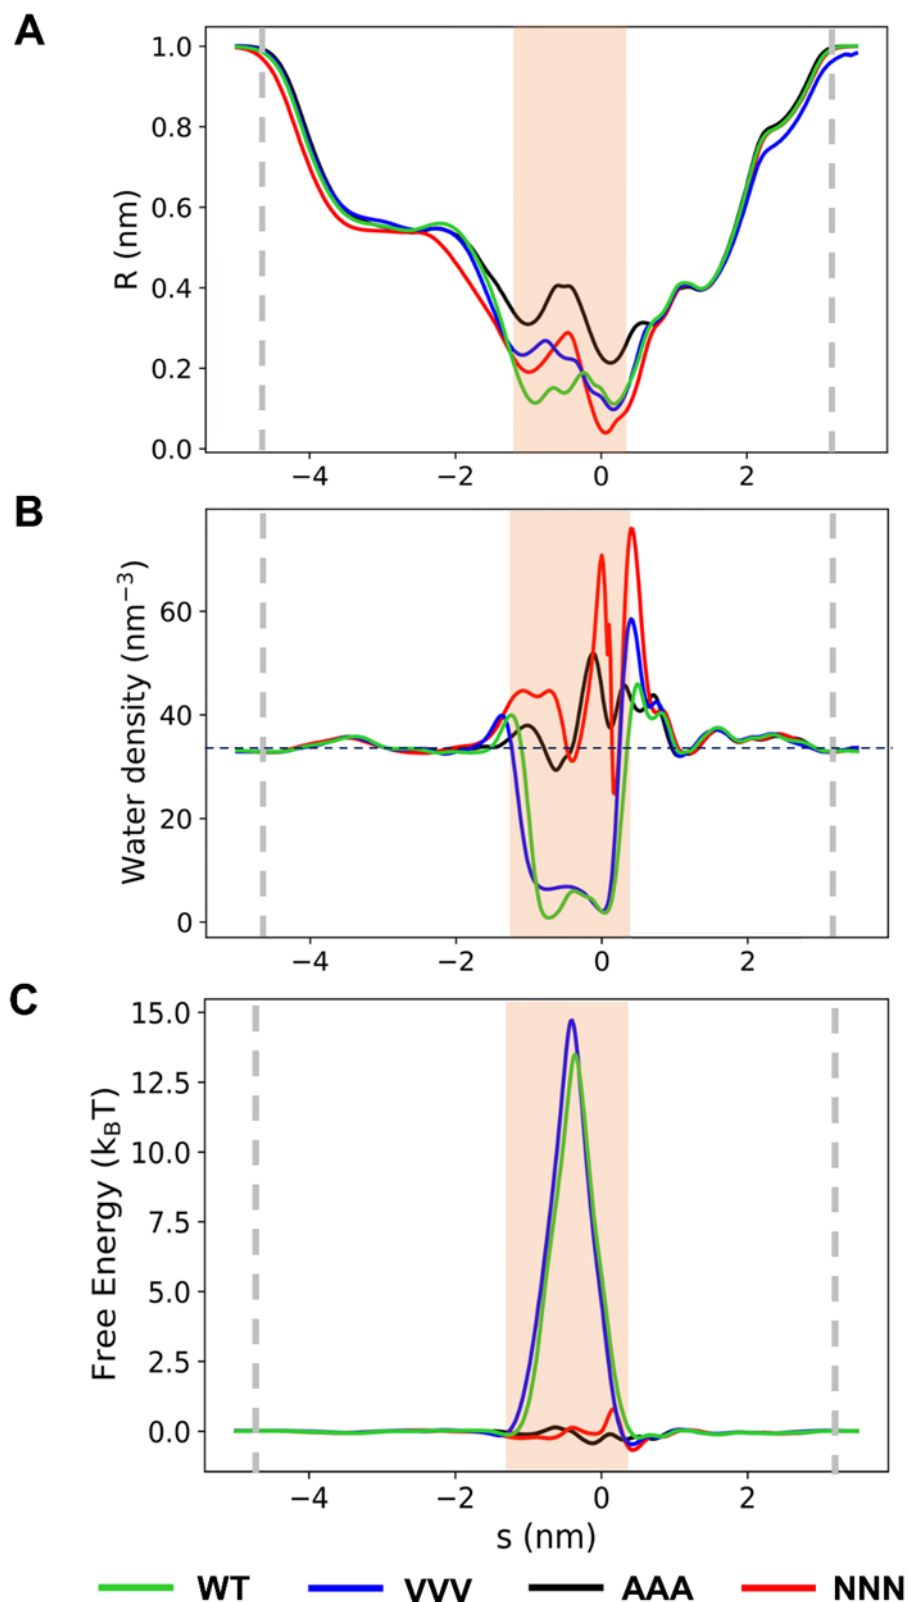 A
1.0
0.8
0.6
0.4
0.2
0.0
R (nm)
−4 −2 0 2
B
60
40
20
0
Water density (nm⁻³)
−4 −2 0 2
C
15.0
12.5
10.0
7.5
5.0
2.5
0.0
Free Energy (k_BT)
−4 −2 0 2
s (nm)
WT VVV AAA NNN